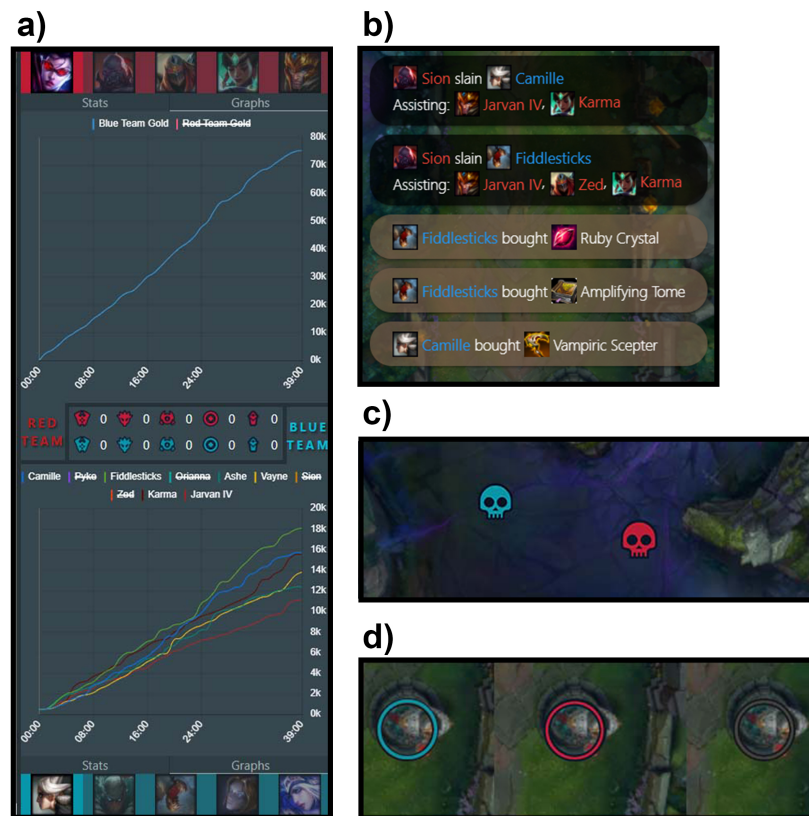 a)
Stats Graphs
Blue Team Gold Red Team Gold
80k
70k
60k
50k
40k
30k
20k
10k
0k
00:00 08:00 16:00 24:00 39:00
RED TEAM 0 0 0 0 0
0 0 0 0 0 BLUE TEAM
Camille Pyke Fiddlesticks Orianna Ashe Vayne Sion
Zed Karma Jarvan IV
20k
18k
16k
14k
12k
10k
8k
6k
4k
2k
0k
00:00 08:00 16:00 24:00 39:00
Stats Graphs
b)
Sion slain Camille
Assisting: Jarvan IV, Karma
Sion slain Fiddlesticks
Assisting: Jarvan IV, Zed, Karma
Fiddlesticks bought Ruby Crystal
Fiddlesticks bought Amplifying Tome
Camille bought Vampiric Scepter
c)
d)